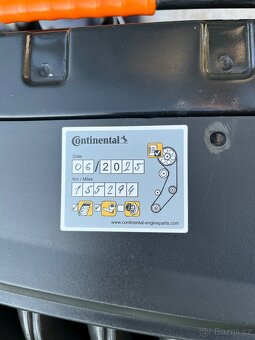 Continental
Date
06/2025
Km / Miles
155274
www.continental-engineparts.com
Bazos.cz